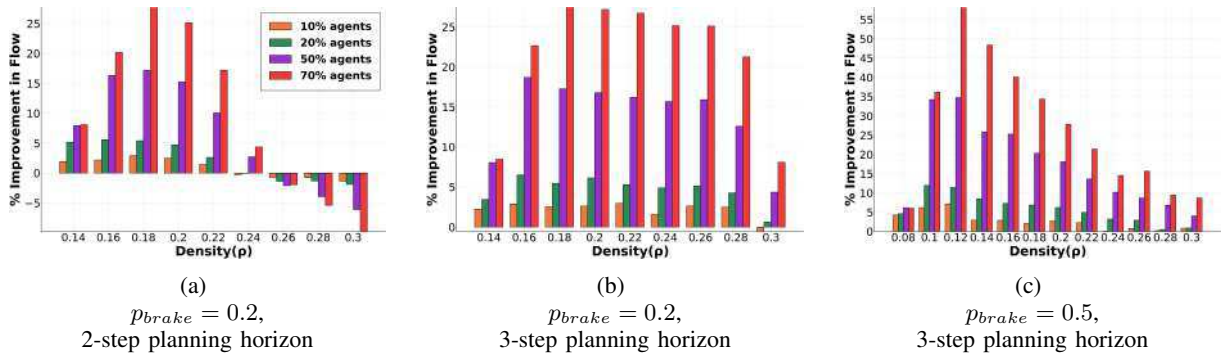 % Improvement in Flow
25
20
15
10
5
0
−5
0.14 0.16 0.18 0.2 0.22 0.24 0.26 0.28 0.3
Density(ρ)
10% agents
20% agents
50% agents
70% agents
(a)
p_brake = 0.2,
2-step planning horizon
% Improvement in Flow
25
20
15
10
5
0
0.14 0.16 0.18 0.2 0.22 0.24 0.26 0.28 0.3
Density(ρ)
(b)
p_brake = 0.2,
3-step planning horizon
% Improvement in Flow
55
50
45
40
35
30
25
20
15
10
5
0
0.08 0.1 0.12 0.14 0.16 0.18 0.2 0.22 0.24 0.26 0.28 0.3
Density(ρ)
(c)
p_brake = 0.5,
3-step planning horizon